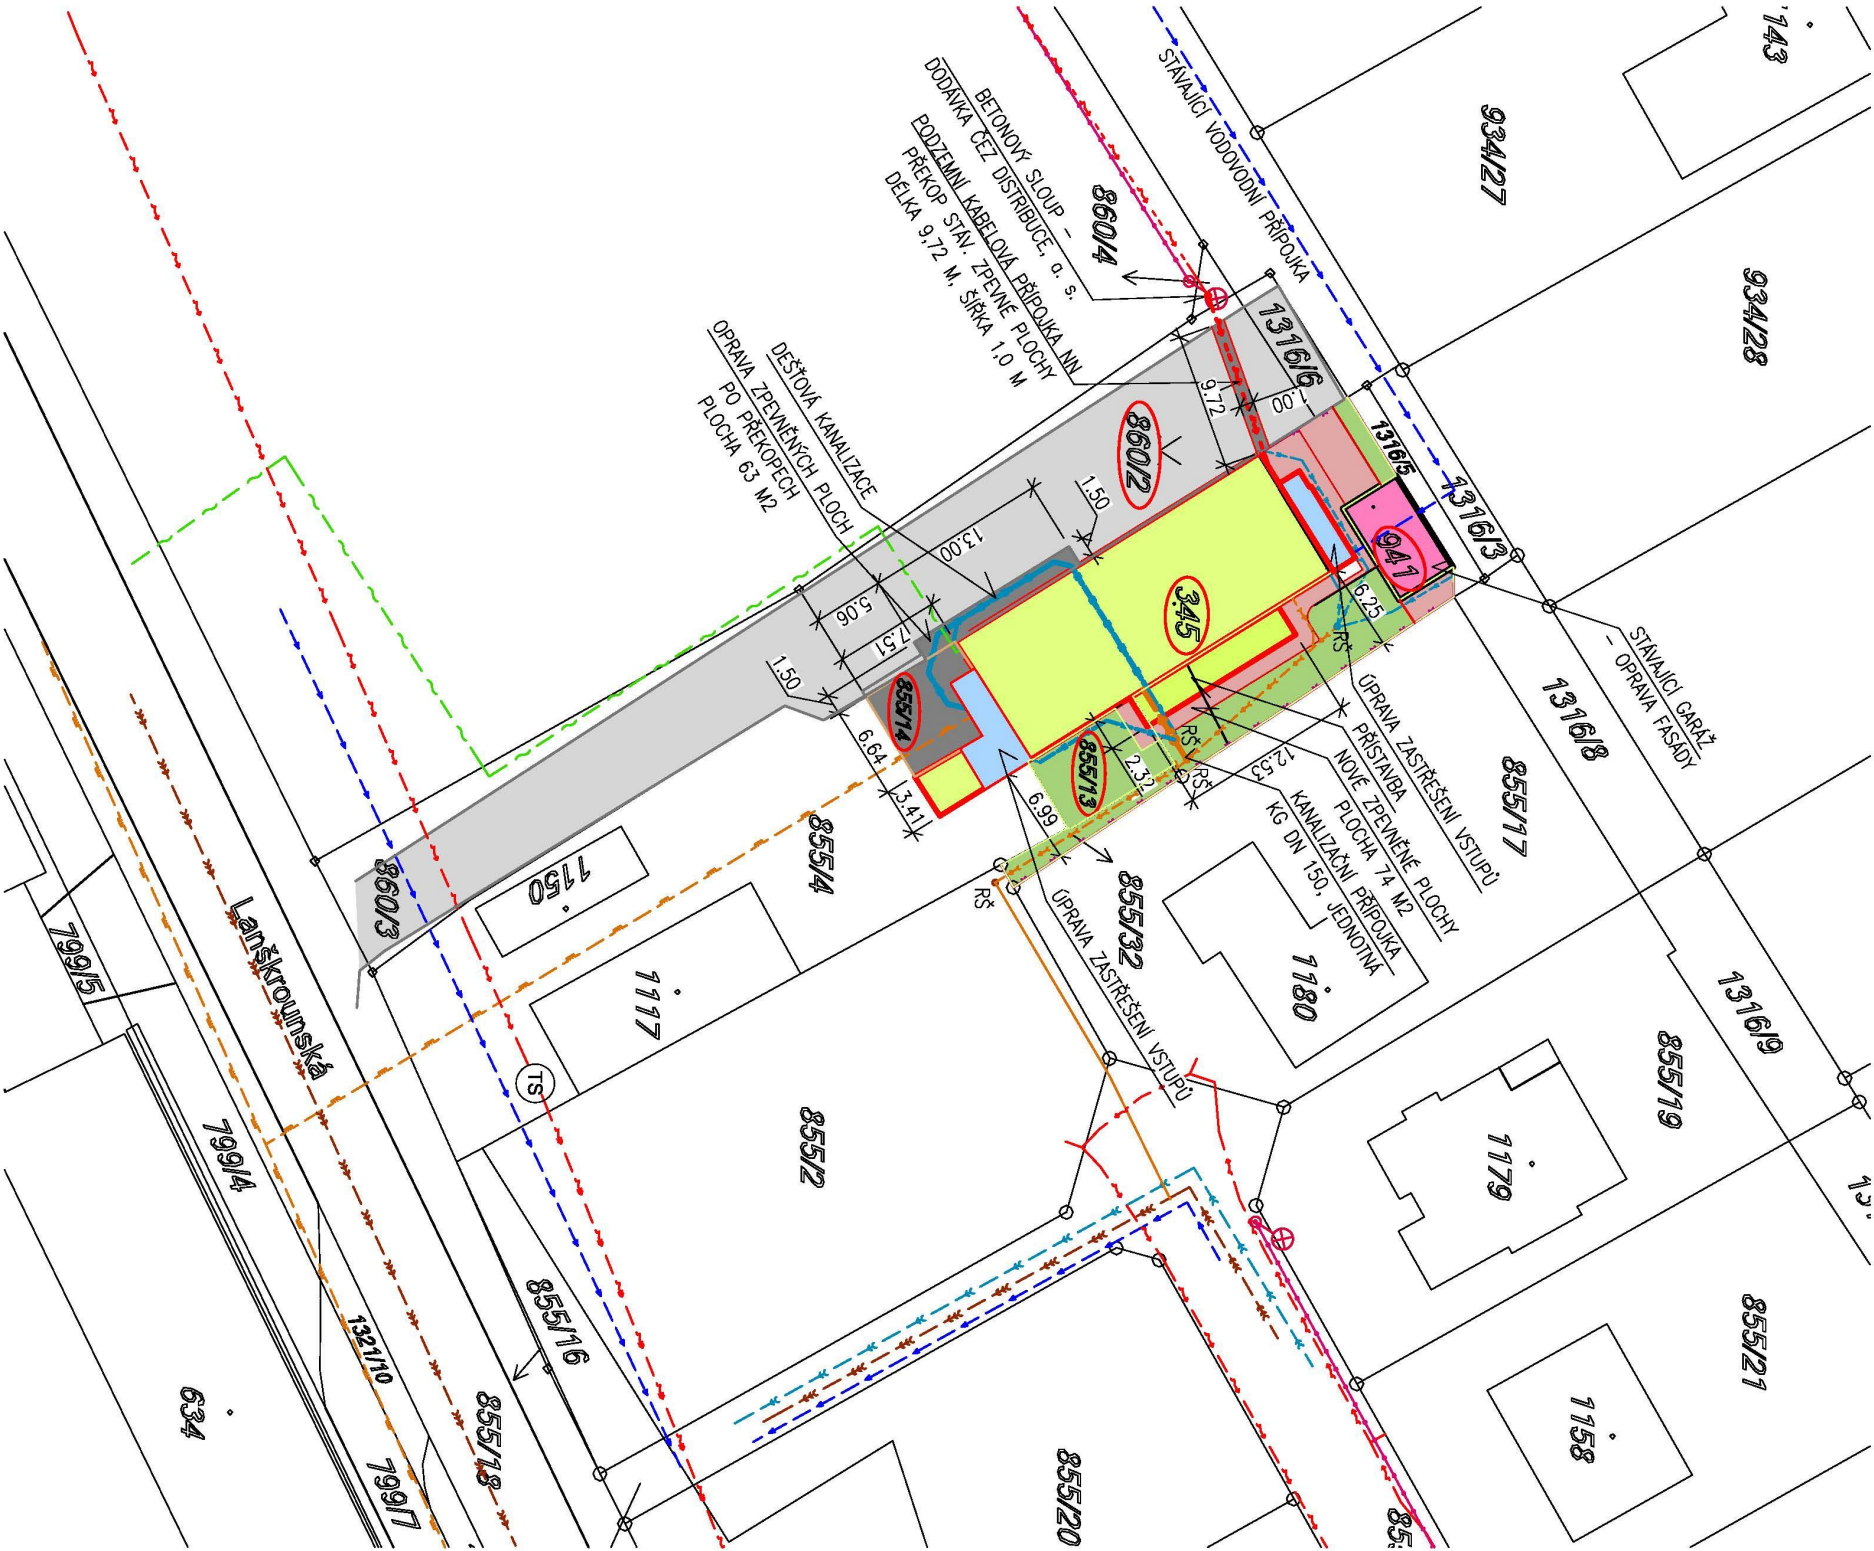 143
934/27
934/28
STÁVAJÍCÍ VODOVODNÍ PŘÍPOJKA
BETONOVÝ SLOUP –
DODÁVKA ČEZ DISTRIBUCE, a. s.
PODZEMNÍ KABELOVÁ PŘÍPOJKA NN
PŘEKOP STÁV. ZPEVNĚ PLOCHY
DÉLKA 9,72 M, ŠÍŘKA 1,0 M
860/4
1316/6
9.72
1.00
860/2
1316/5
1316/3
941
DEŠŤOVÁ KANALIZACE
OPRAVA ZPEVNĚNÝCH PLOCH
PO PŘEKOPECH
PLOCHA 63 M2
1.50
13.00
5.06
7.51
1.50
345
6.25
RŠ
STÁVAJÍCÍ GARÁŽ
– OPRAVA FASÁDY
1316/8
855/17
ÚPRAVA ZASTŘEŠENÍ VSTUPŮ
PŘÍSTAVBA
NOVÉ ZPEVNĚNÉ PLOCHY
PLOCHA 74 M2
KANALIZAČNÍ PŘÍPOJKA
KG DN 150, JEDNOTNÁ
855/14
6.64
3.41
6.99
855/13
2.32
RŠ
RŠ
12.53
RŠ
ÚPRAVA ZASTŘEŠENÍ VSTUPŮ
855/4
855/32
1180
1150
1117
860/3
799/5
Lanškrounská
TS
855/2
799/4
1316/9
855/19
1179
855/21
1158
855/16
1321/10
855/18
799/7
634
855/20